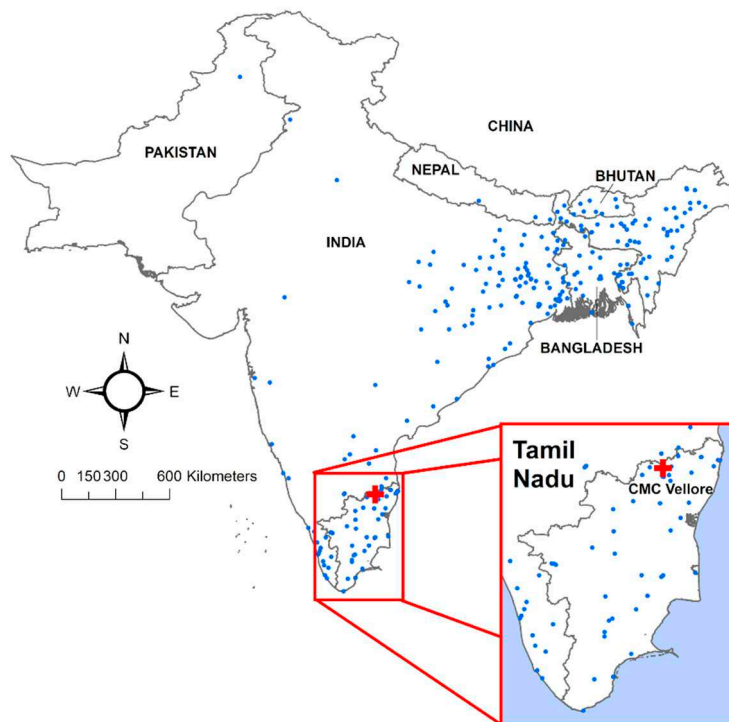 CHINA
PAKISTAN
NEPAL
BHUTAN
INDIA
BANGLADESH
N
W E
S
0 150 300 600 Kilometers
Tamil
Nadu
CMC Vellore